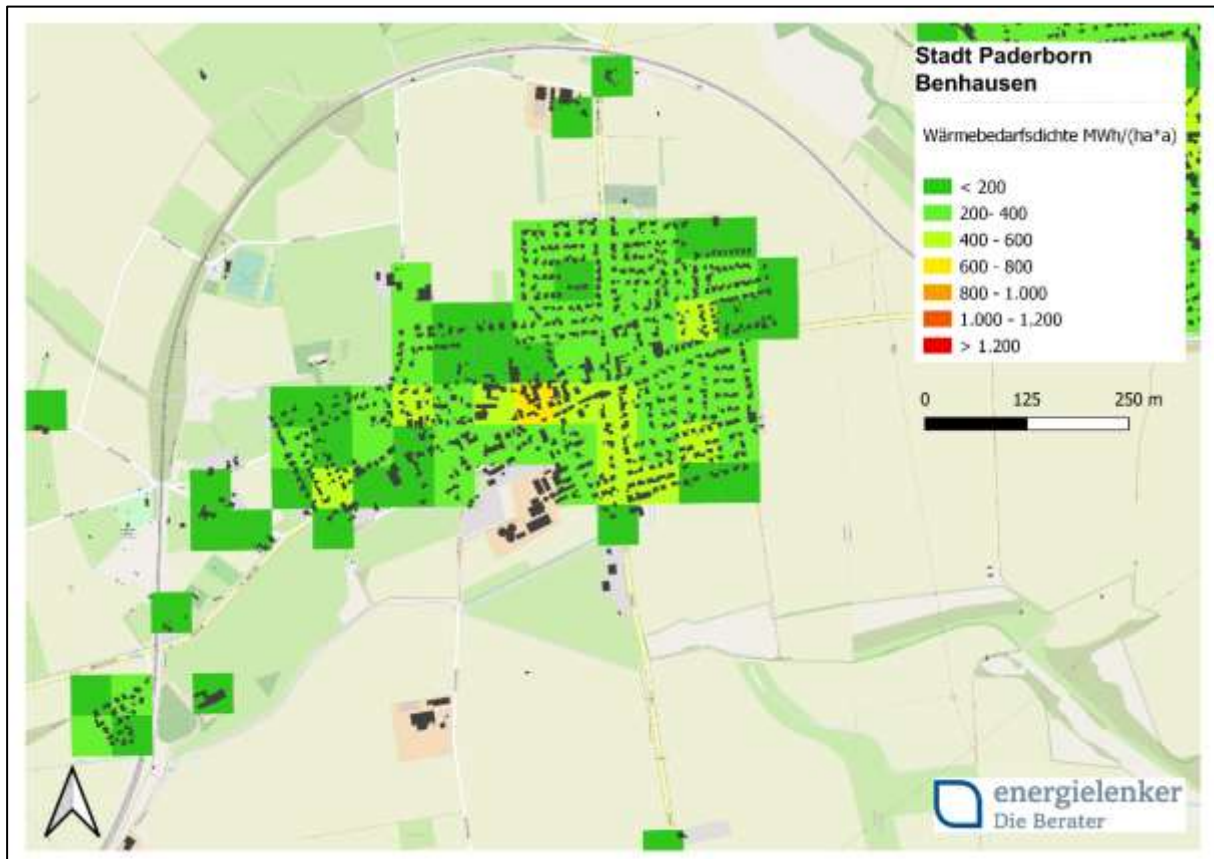 Stadt Paderborn
Benhausen
Wärmebedarfsdichte MWh/(ha*a)
< 200
200- 400
400 - 600
600 - 800
800 - 1.000
1.000 - 1.200
> 1.200
0 125 250 m
energielenker
Die Berater